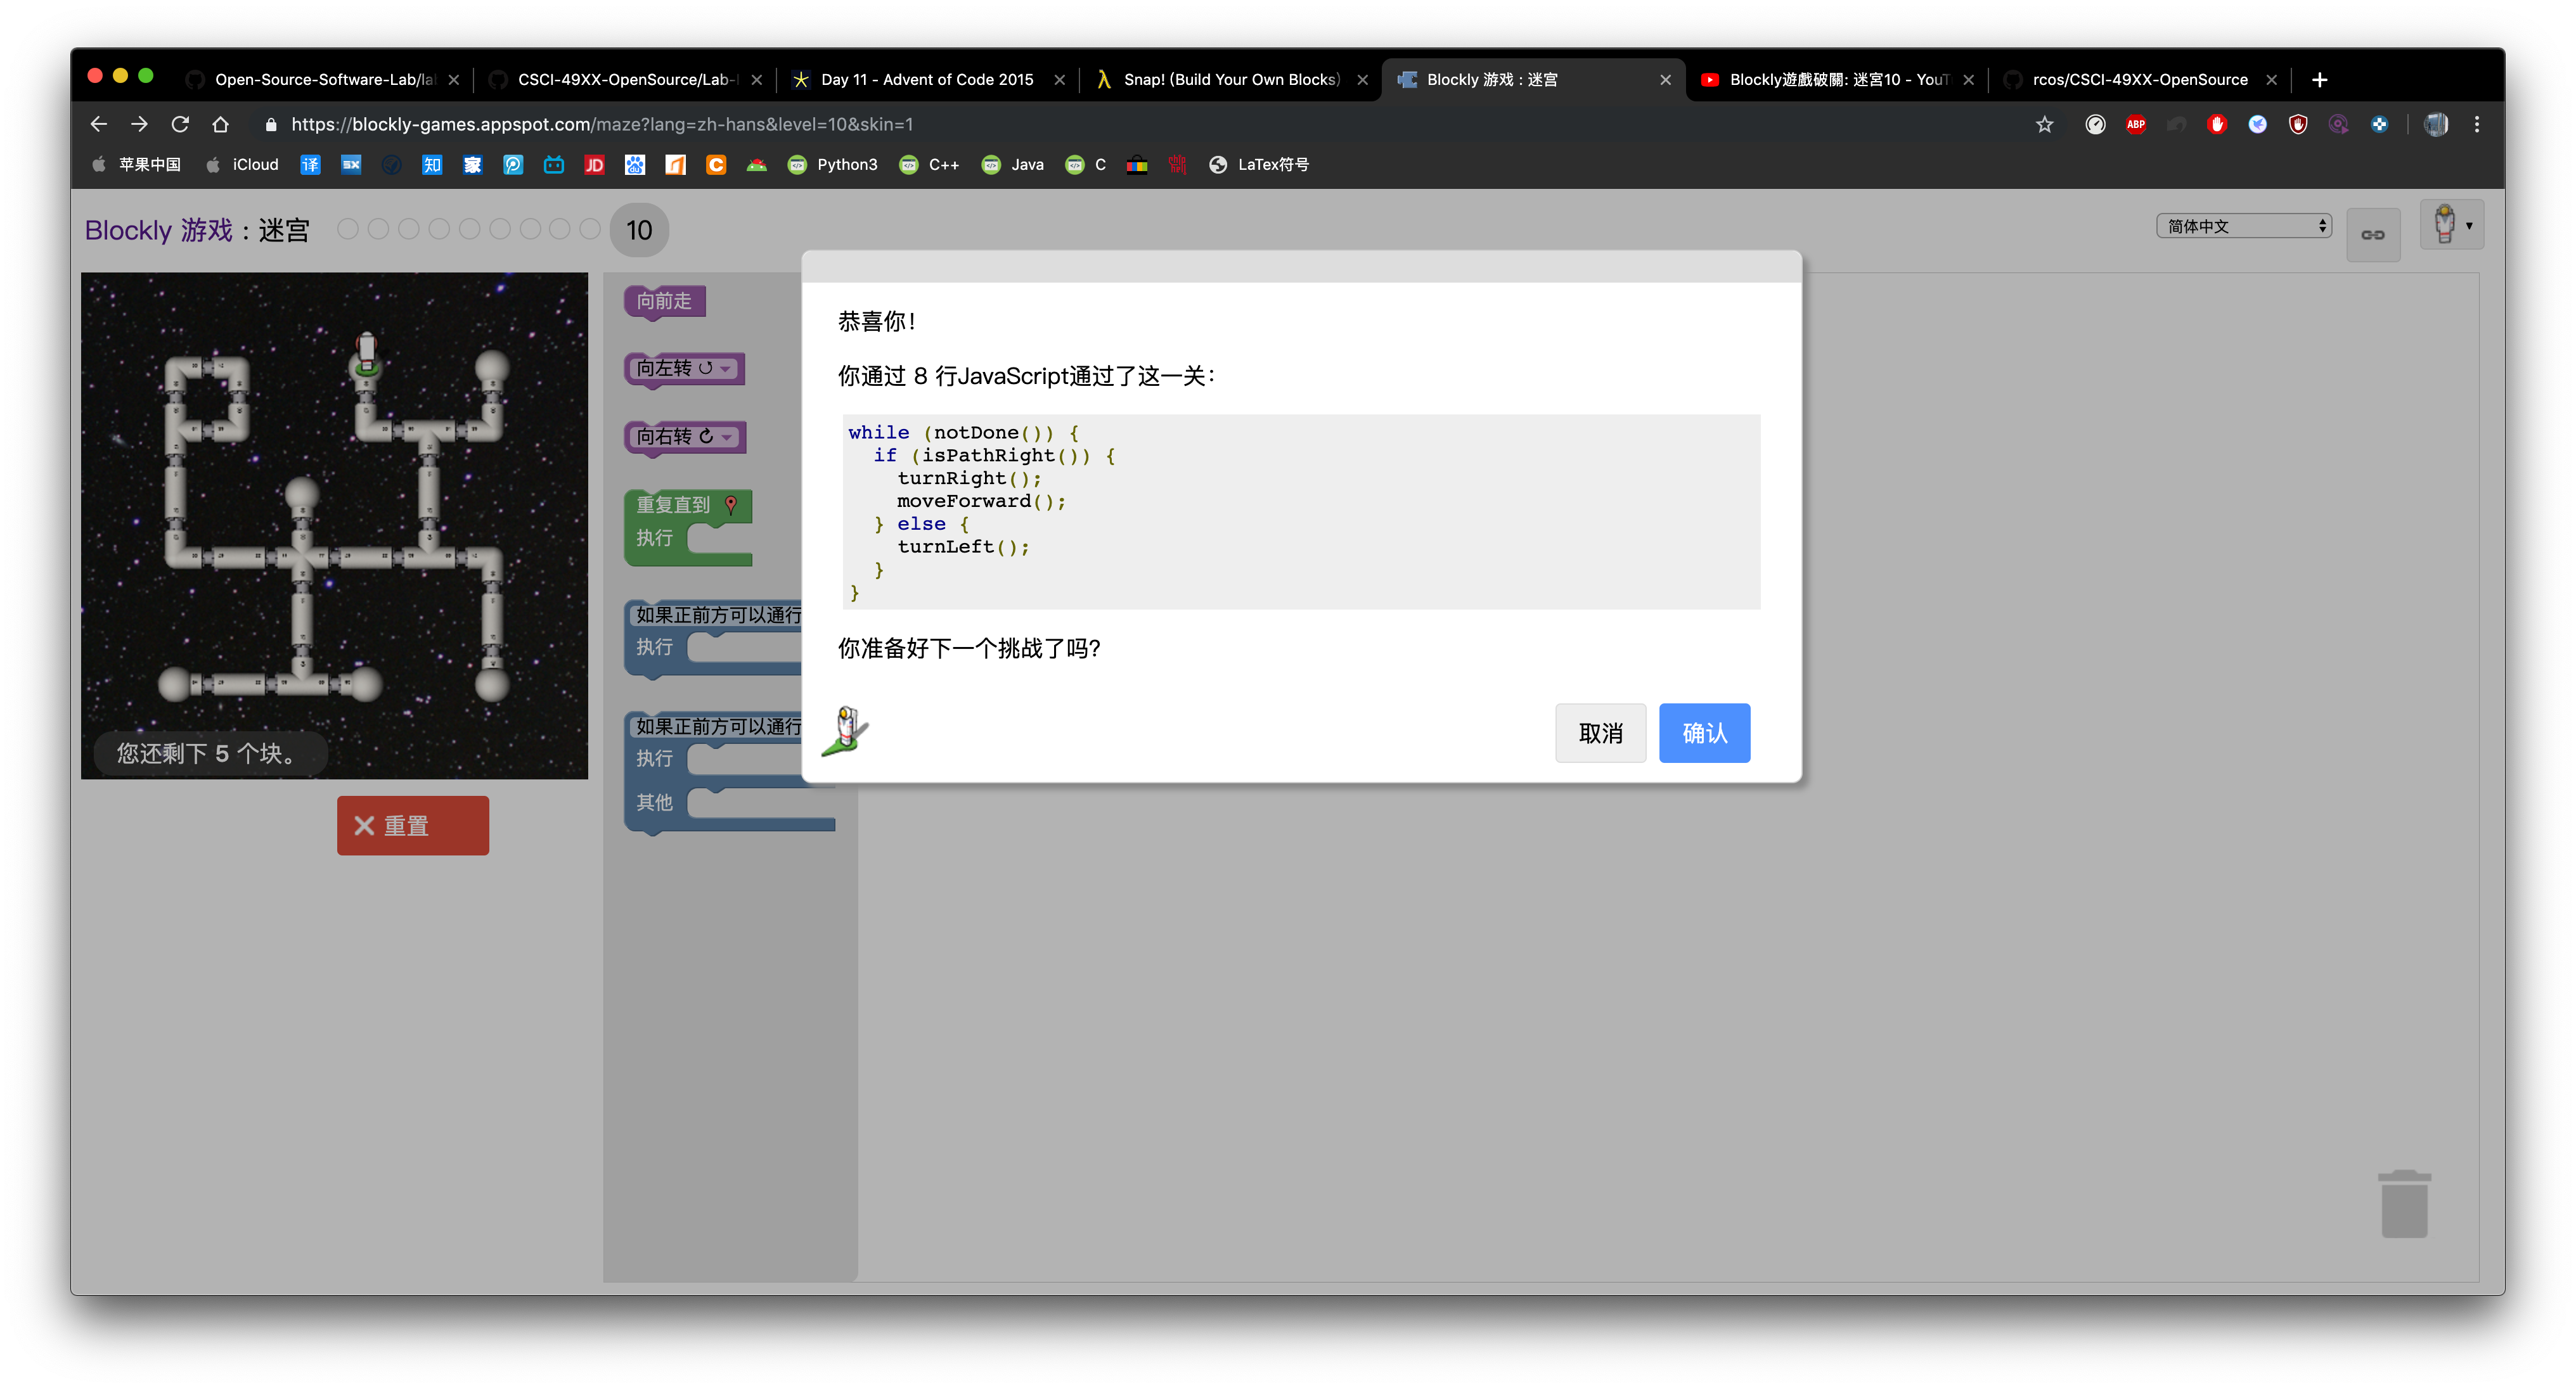 Open-Source-Software-Lab/la
CSCI-49XX-OpenSource/Lab-
Day 11 - Advent of Code 2015
Snap! (Build Your Own Blocks)
Blockly 游戏 : 迷宫
Blockly遊戲破關: 迷宮10 - YouT
rcos/CSCI-49XX-OpenSource
https://blockly-games.appspot.com/maze?lang=zh-hans&level=10&skin=1
ABP
苹果中国
iCloud
译
SX
知
家
JD
du
C
Python3
C++
Java
C
LaTex符号
Blockly 游戏 : 迷宫
10
简体中文
向前走
向左转
向右转
重复直到
执行
如果正前方可以通行
执行
如果正前方可以通行
执行
其他
您还剩下 5 个块。
重置
恭喜你!
你通过 8 行JavaScript通过了这一关:
while (notDone()) {
if (isPathRight()) {
turnRight();
moveForward();
} else {
turnLeft();
}
}
你准备好下一个挑战了吗?
取消
确认